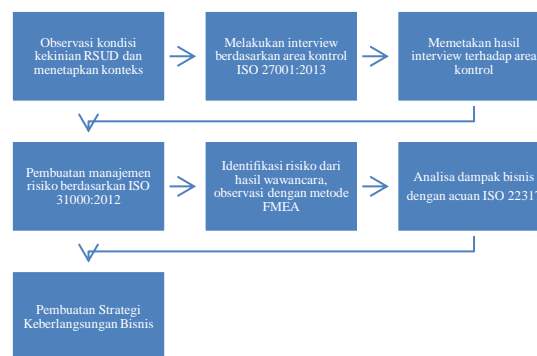 Observasi kondisi
kekinian RSUD dan
menetapkan konteks
Melakukan interview
berdasarkan area kontrol
ISO 27001:2013
Memetakan hasil
interview terhadap area
kontrol
Pembuatan manajemen
risiko berdasarkan ISO
31000:2012
Identifikasi risiko dari
hasil wawancara,
observasi dengan metode
FMEA
Analisa dampak bisnis
dengan acuan ISO 22317
Pembuatan Strategi
Keberlangsungan Bisnis